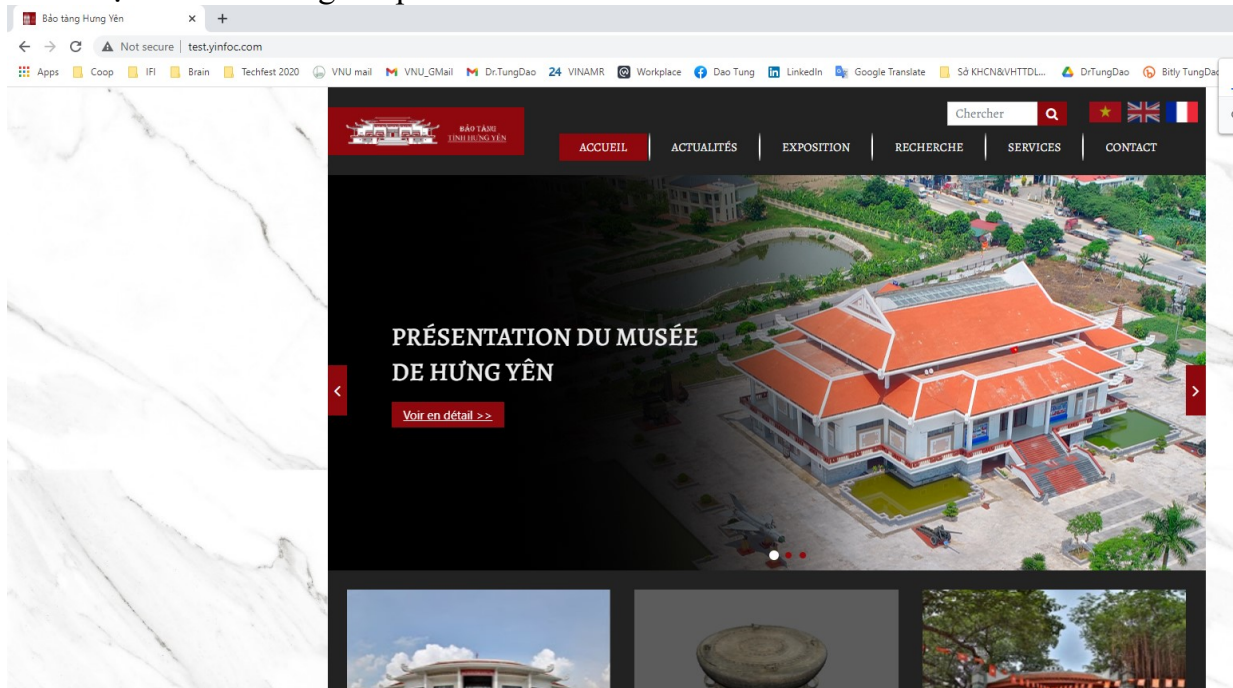 Bảo tàng Hưng Yên
Not secure | test.yinfoc.com
Apps Coop IFI Brain Techfest 2020 VNU mail VNU_GMail Dr.TungDao 24 VINAMR Workplace Dao Tung LinkedIn Google Translate Sở KHCN&VHTTDL... DrTungDao Bitly TungDao
BẢO TÀNG
TỈNH HƯNG YÊN
Chercher
ACCUEIL ACTUALITÉS EXPOSITION RECHERCHE SERVICES CONTACT
PRÉSENTATION DU MUSÉE
DE HƯNG YÊN
Voir en détail >>